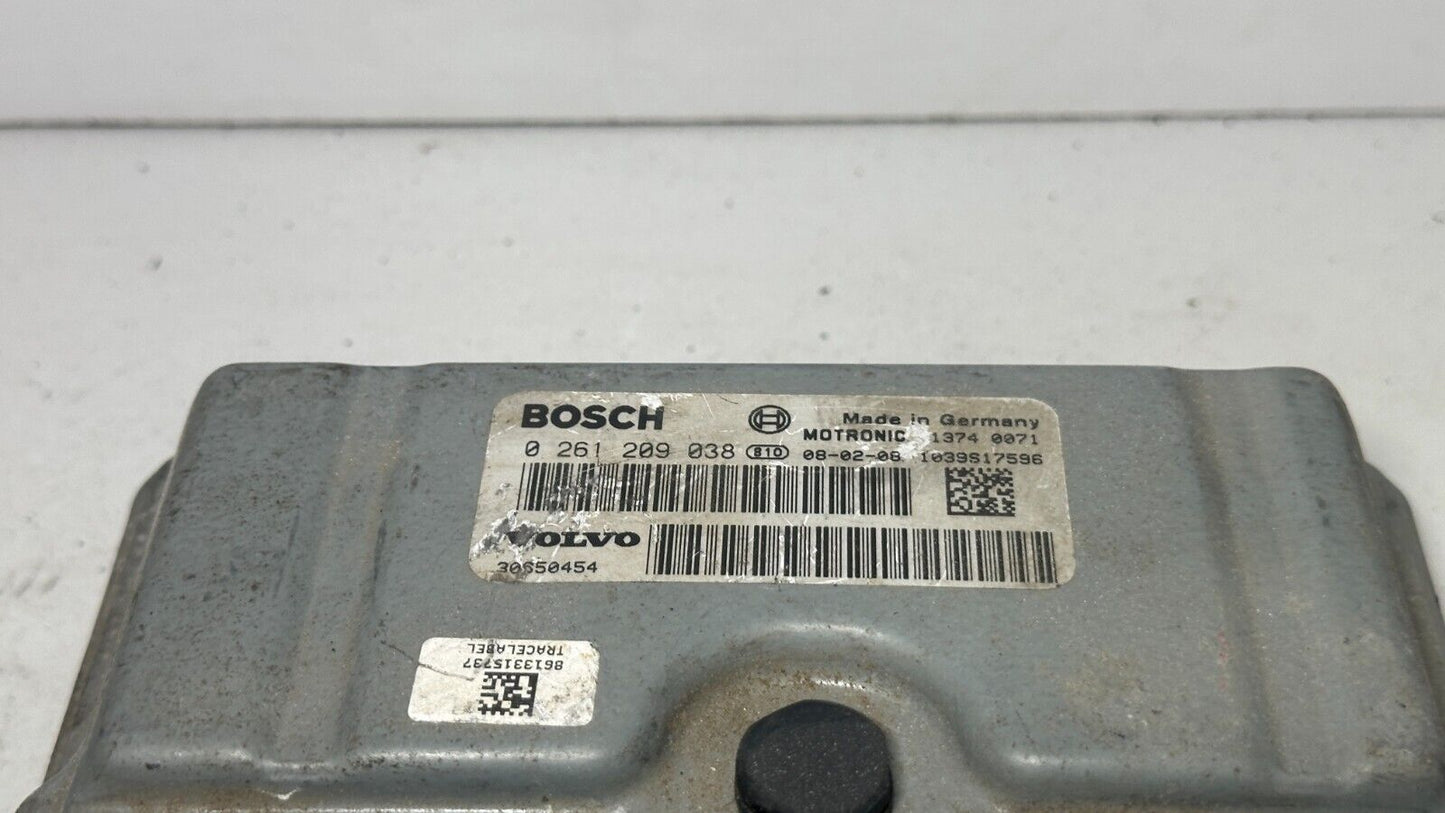 BOSCH
Made in Germany
MOTRONIC 1374 0071
0 261 209 038 810 08-02-08 1039S17596
VOLVO
30650454
8613315737
TRACELABEL